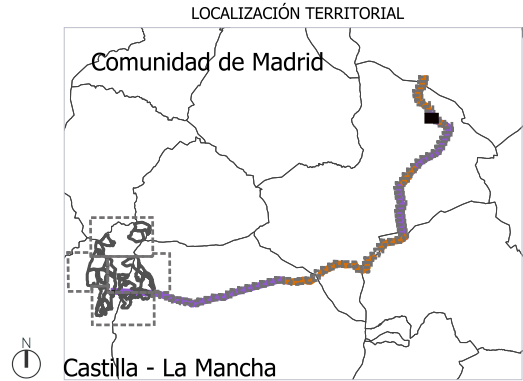 LOCALIZACIÓN TERRITORIAL
Comunidad de Madrid
N
Castilla - La Mancha